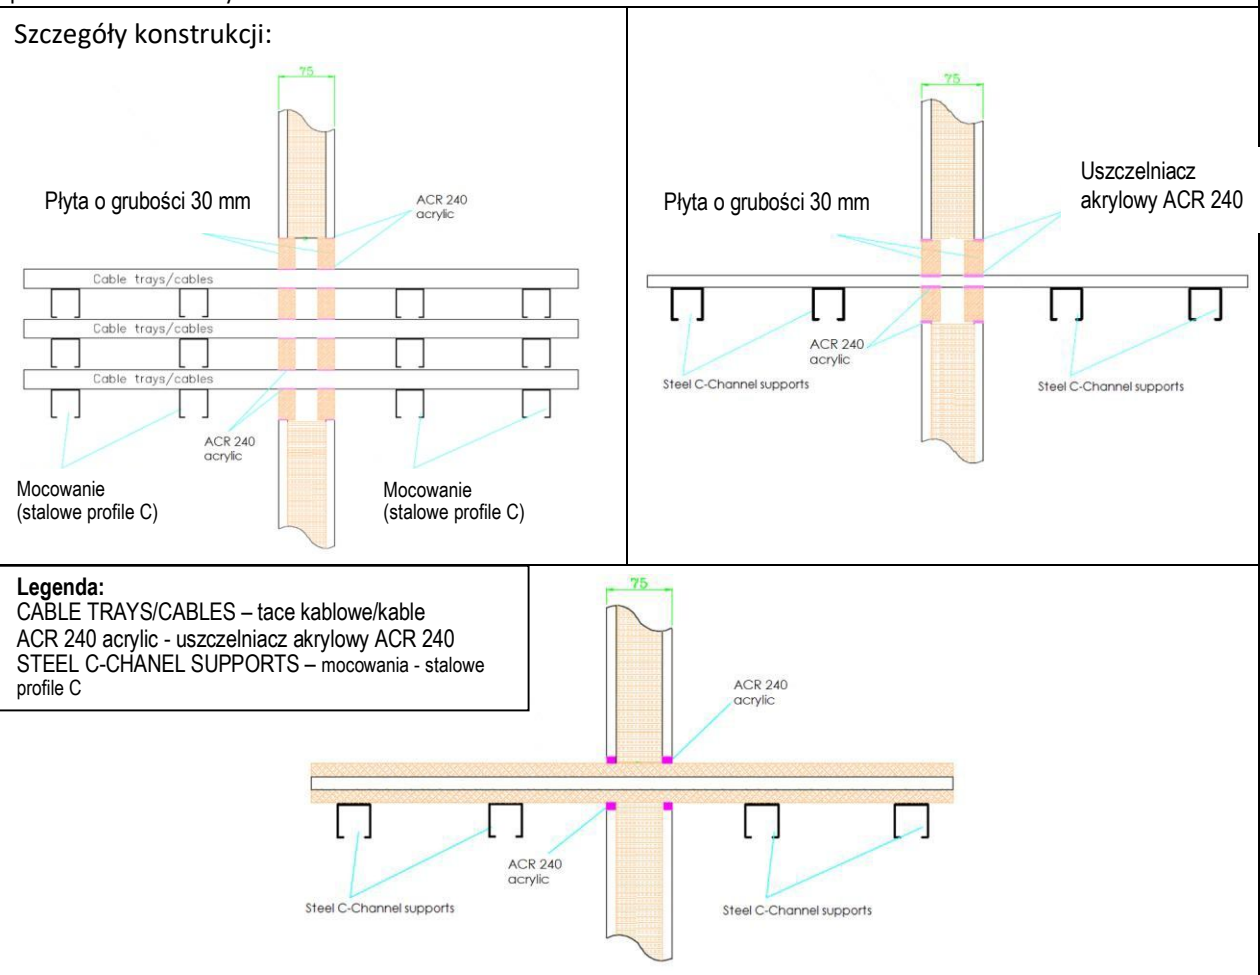 Szczegóły konstrukcji:
75
Płyta o grubości 30 mm
ACR 240
acrylic
Cable trays/cables
Cable trays/cables
Cable trays/cables
ACR 240
acrylic
Mocowanie
(stalowe profile C)
Mocowanie
(stalowe profile C)
75
Płyta o grubości 30 mm
Uszczelniacz
akrylowy ACR 240
ACR 240
acrylic
Steel C-Channel supports
Steel C-Channel supports
Legenda:
CABLE TRAYS/CABLES – tace kablowe/kable
ACR 240 acrylic - uszczelniacz akrylowy ACR 240
STEEL C-CHANEL SUPPORTS – mocowania - stalowe
profile C
75
ACR 240
acrylic
ACR 240
acrylic
Steel C-Channel supports
Steel C-Channel supports